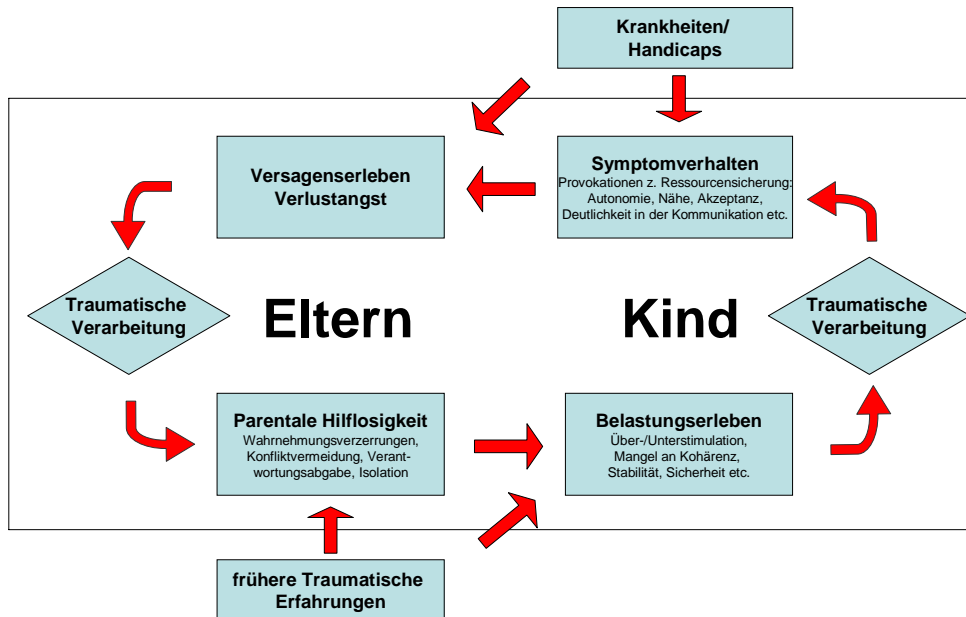 Krankheiten/
Handicaps
Versagenserleben
Verlustangst
Symptomverhalten
Provokationen z. Ressourcensicherung:
Autonomie, Nähe, Akzeptanz,
Deutlichkeit in der Kommunikation etc.
Traumatische
Verarbeitung
Eltern
Kind
Traumatische
Verarbeitung
Parentale Hilflosigkeit
Wahrnehmungsverzerrungen,
Konfliktvermeidung, Verant-
wortungsabgabe, Isolation
Belastungserleben
Über-/Unterstimulation,
Mangel an Kohärenz,
Stabilität, Sicherheit etc.
frühere Traumatische
Erfahrungen